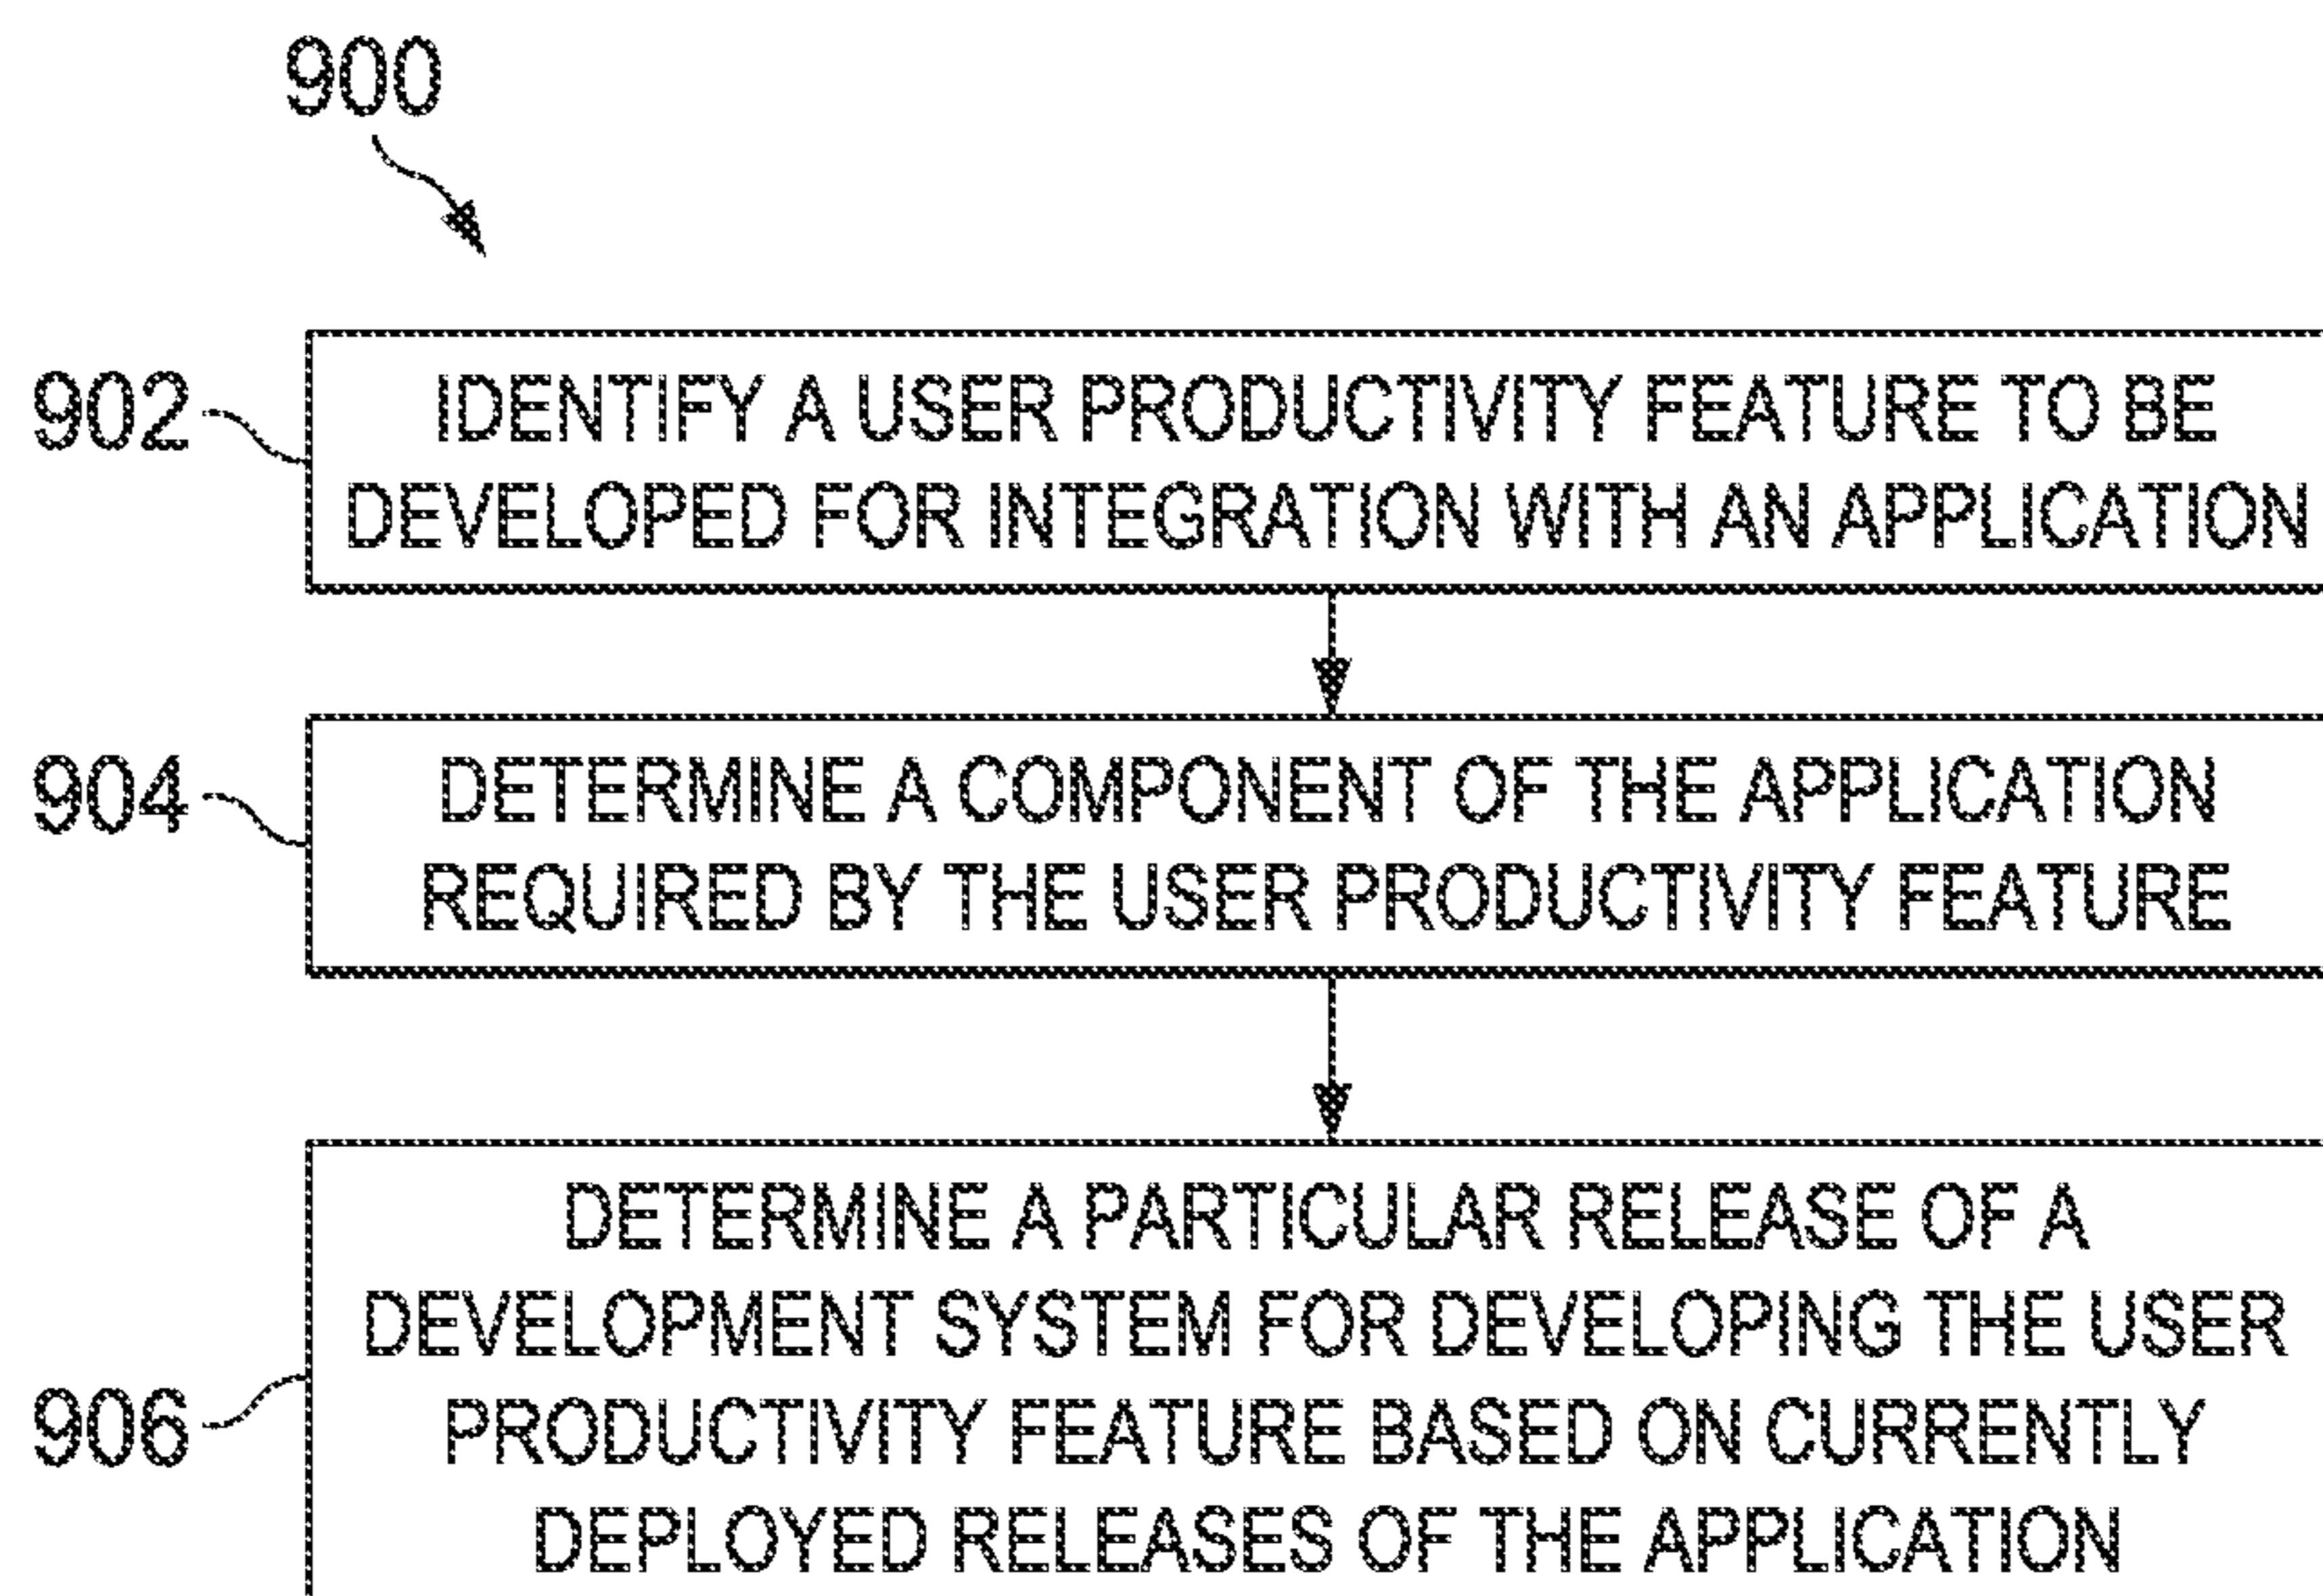 900
902
IDENTIFY A USER PRODUCTIVITY FEATURE TO BE
DEVELOPED FOR INTEGRATION WITH AN APPLICATION
904
DETERMINE A COMPONENT OF THE APPLICATION
REQUIRED BY THE USER PRODUCTIVITY FEATURE
DETERMINE A PARTICULAR RELEASE OF A
DEVELOPMENT SYSTEM FOR DEVELOPING THE USER
906
PRODUCTIVITY FEATURE BASED ON CURRENTLY
DEPLOYED RELEASES OF THE APPLICATION